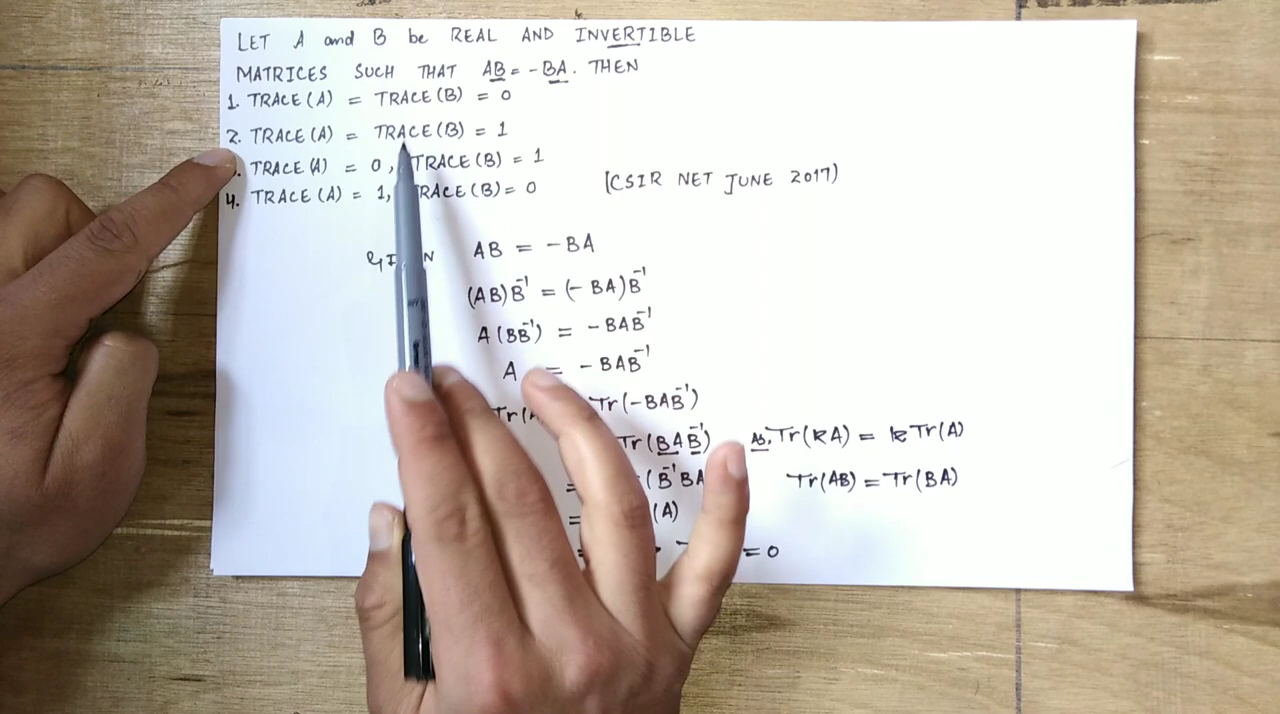 LET A and B be REAL AND INVERTIBLE
MATRICES SUCH THAT AB = -BA. THEN
1. TRACE(A) = TRACE(B) = 0
2. TRACE(A) = TRACE(B) = 1
TRACE(A) = 0, TRACE(B) = 1
4. TRACE(A) = 1, TRACE(B) = 0 [CSIR NET JUNE 2017)
AB = -BA
(AB)B⁻¹ = (-BA)B⁻¹
A(BB⁻¹) = -BAB⁻¹
A = -BAB⁻¹
Tr(-BAB⁻¹)
Tr(BAB⁻¹) As, Tr(kA) = k Tr(A)
= (B⁻¹BA Tr(AB) = Tr(BA)
= (A)
= 0